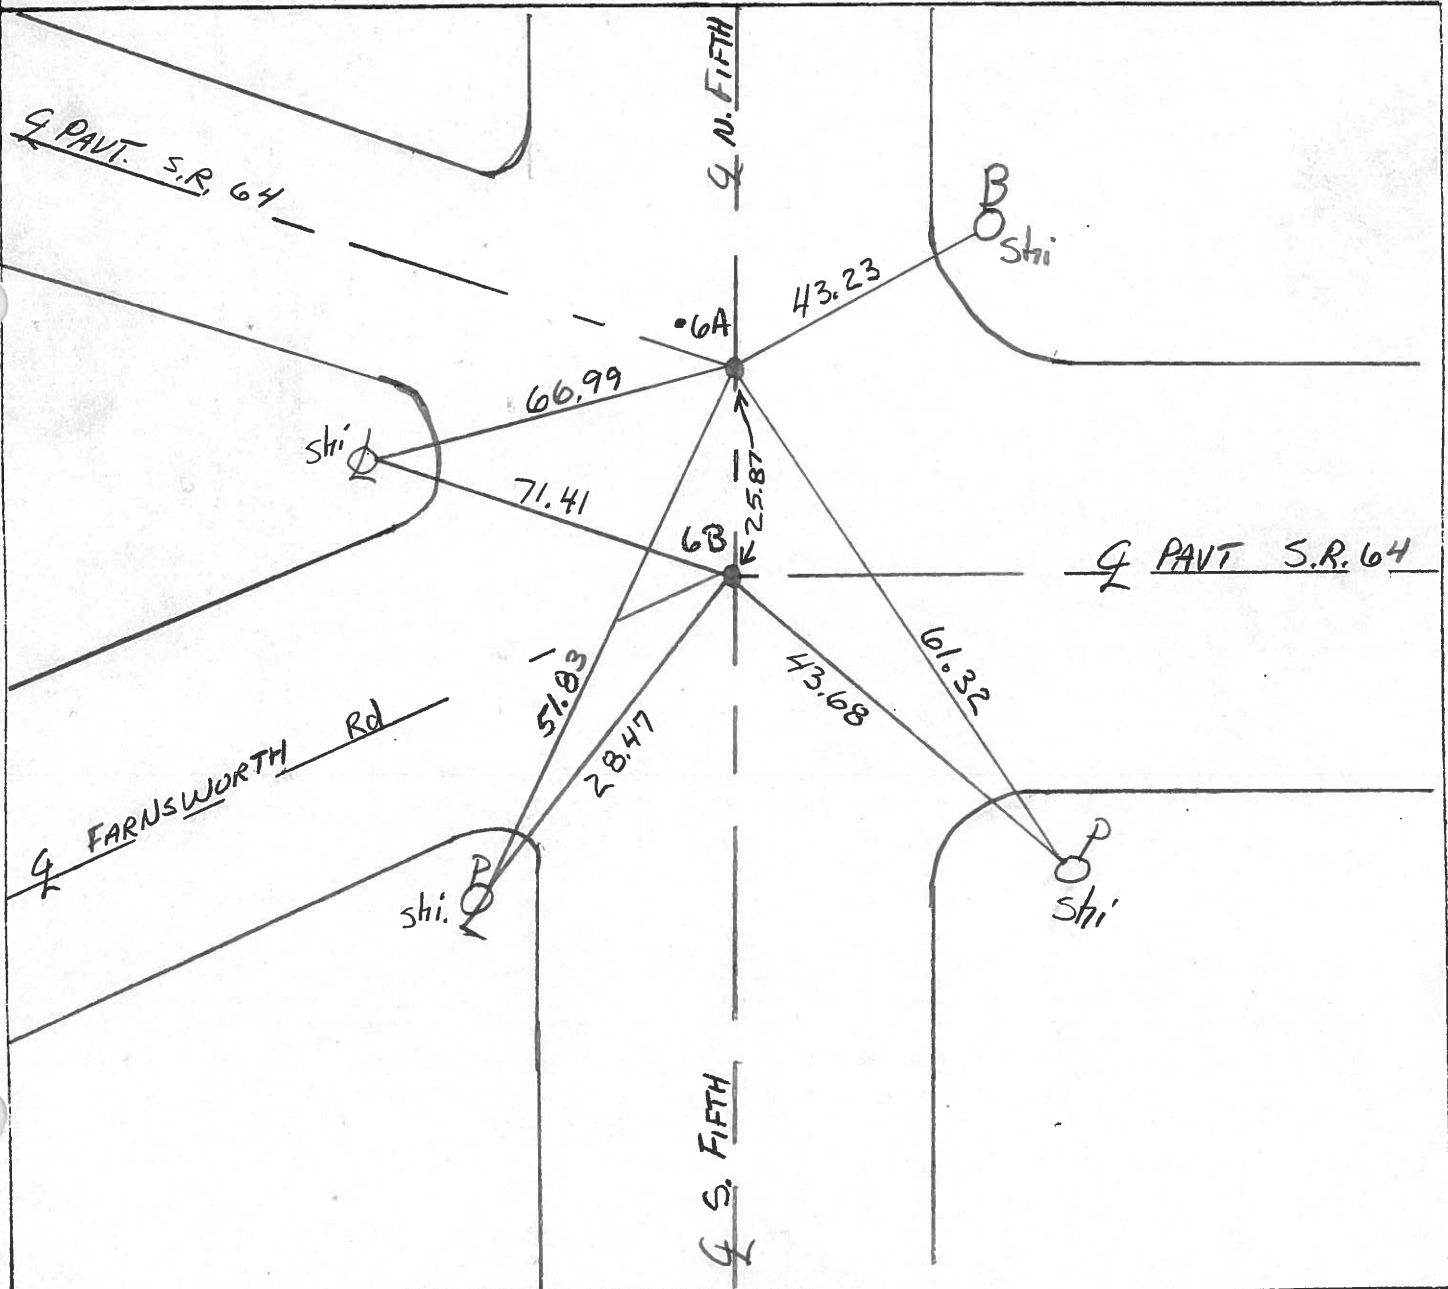 ℄ N. FIFTH
℄ PAVT. S.R. 64
B
Shi
43.23
•6A
66.99
Shi
71.41
25.87
6B
℄ PAVT S.R. 64
61.32
43.68
51.83
28.47
℄ FARNSWORTH Rd
P
Shi.
P
Shi
℄ S. FIFTH